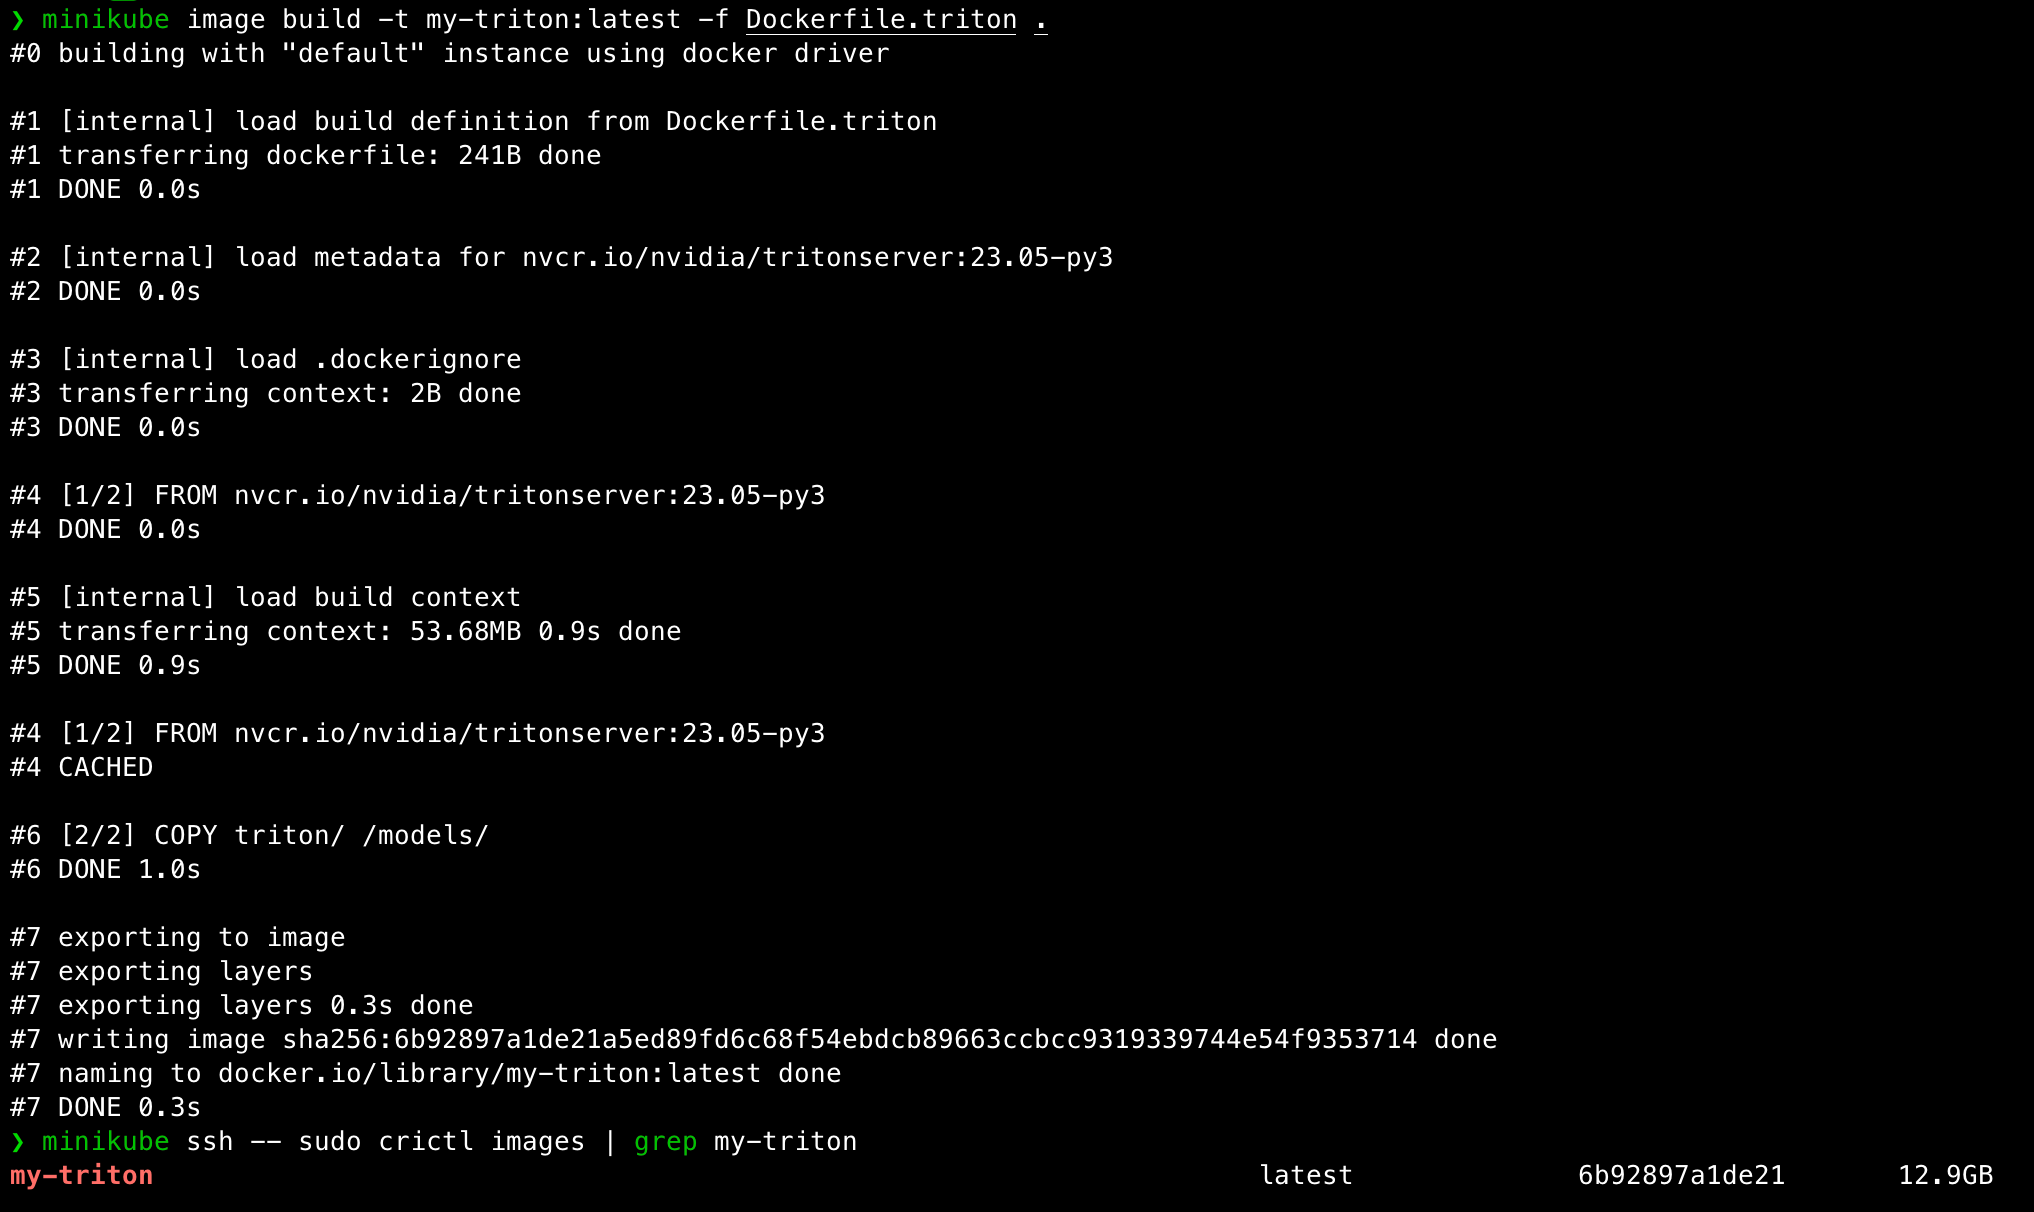 ❯ minikube image build -t my-triton:latest -f Dockerfile.triton .
#0 building with "default" instance using docker driver
#1 [internal] load build definition from Dockerfile.triton
#1 transferring dockerfile: 241B done
#1 DONE 0.0s
#2 [internal] load metadata for nvcr.io/nvidia/tritonserver:23.05-py3
#2 DONE 0.0s
#3 [internal] load .dockerignore
#3 transferring context: 2B done
#3 DONE 0.0s
#4 [1/2] FROM nvcr.io/nvidia/tritonserver:23.05-py3
#4 DONE 0.0s
#5 [internal] load build context
#5 transferring context: 53.68MB 0.9s done
#5 DONE 0.9s
#4 [1/2] FROM nvcr.io/nvidia/tritonserver:23.05-py3
#4 CACHED
#6 [2/2] COPY triton/ /models/
#6 DONE 1.0s
#7 exporting to image
#7 exporting layers
#7 exporting layers 0.3s done
#7 writing image sha256:6b92897a1de21a5ed89fd6c68f54ebdcb89663ccbcc9319339744e54f9353714 done
#7 naming to docker.io/library/my-triton:latest done
#7 DONE 0.3s
❯ minikube ssh -- sudo crictl images | grep my-triton
my-triton latest 6b92897a1de21 12.9GB